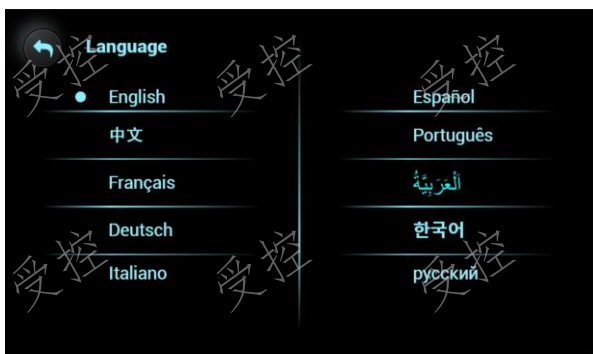 Language
English
中文
Français
Deutsch
Italiano
Español
Português
اَلْعَرَبِيَّةُ
한국어
русский
受控
受控
受控
受控
受控
受控